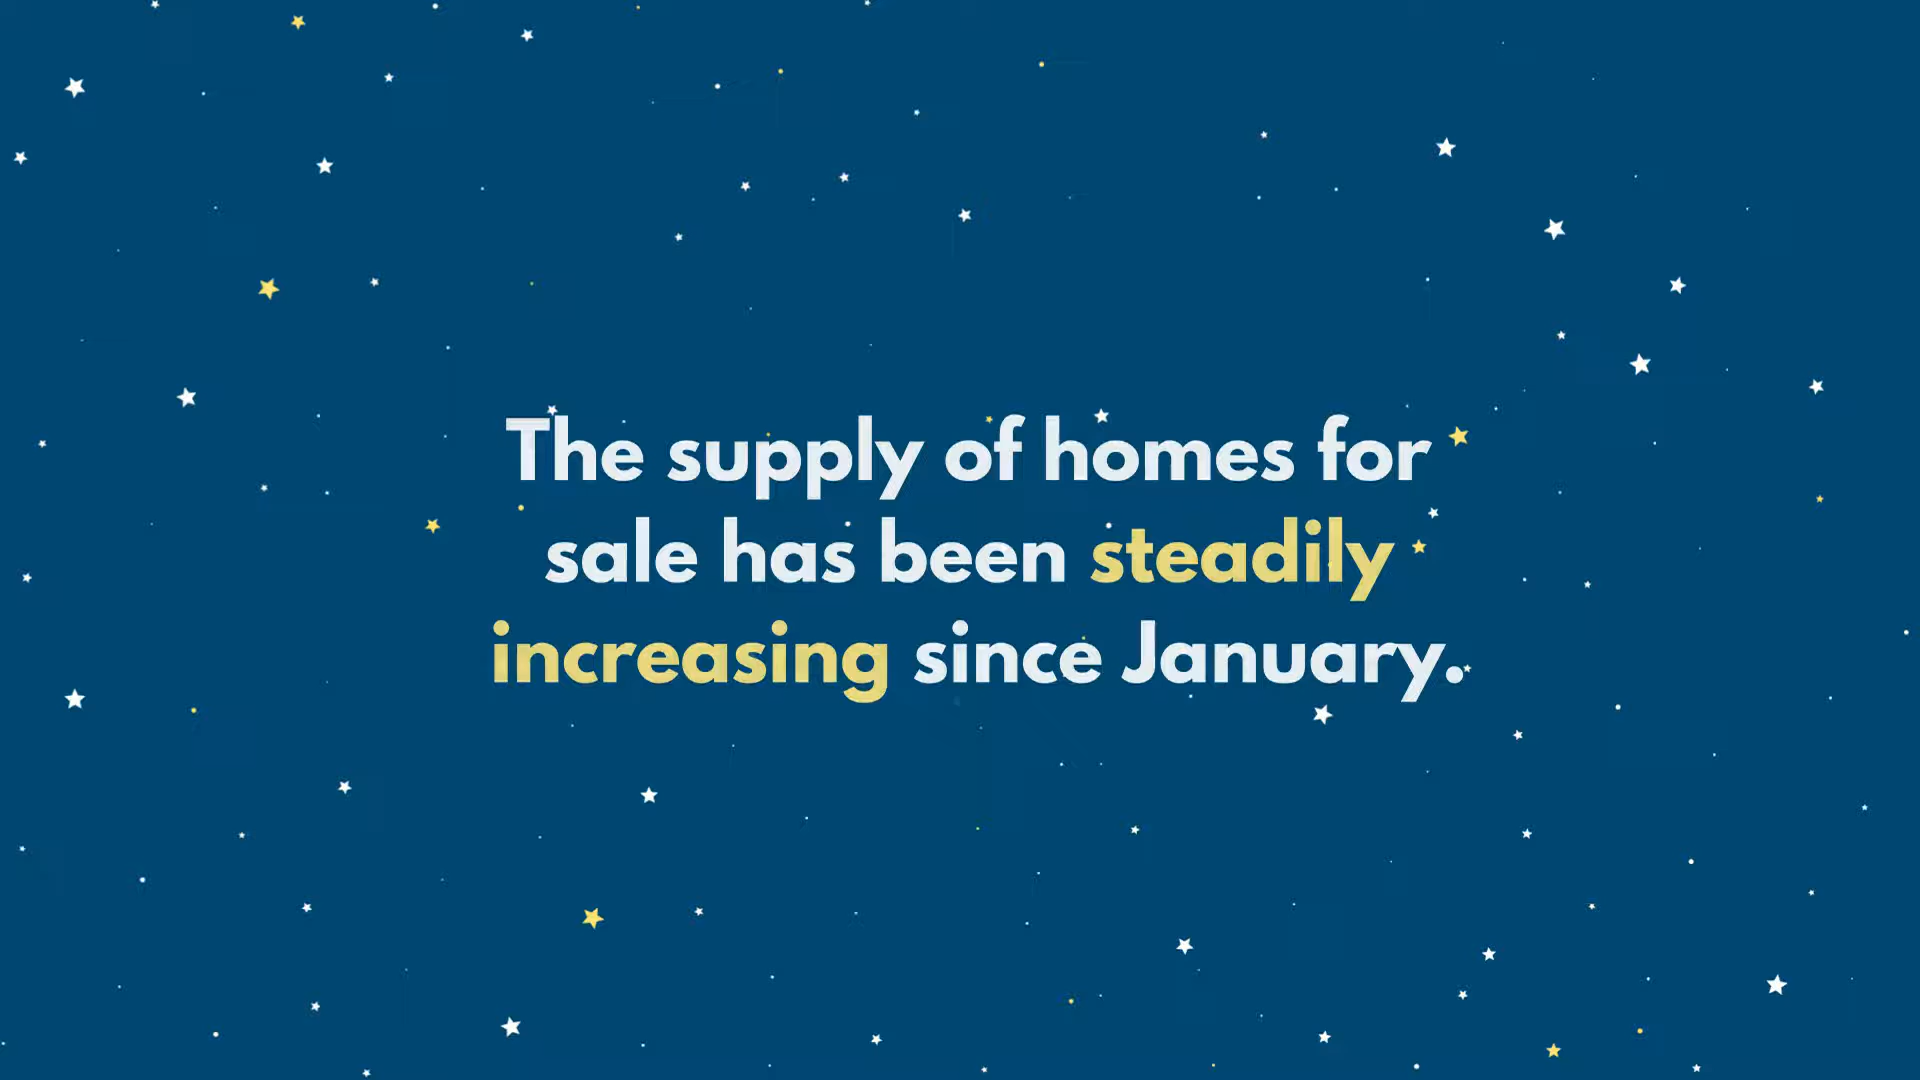 The supply of homes for
sale has been steadily
increasing since January.